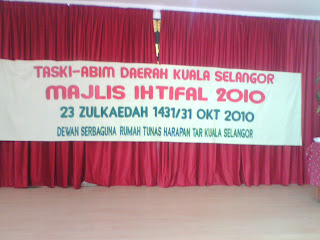 TASKI-ABIM DAERAH KUALA SELANGOR
MAJLIS IHTIFAL 2010
23 ZULKAEDAH 1431/31 OKT 2010
DEWAN SERBAGUNA RUMAH TUNAS HARAPAN TAR KUALA SELANGOR